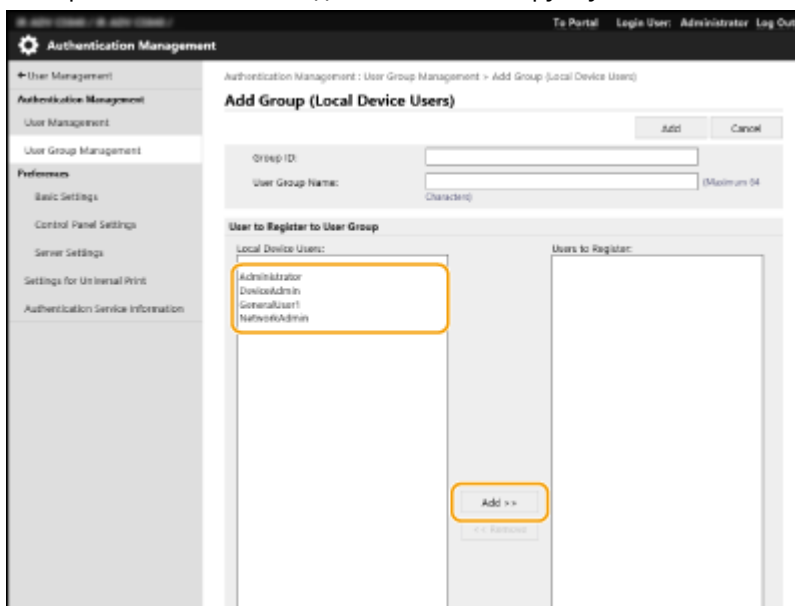 To Portal Login User: Administrator Log Out
Authentication Management
User Management
Authentication Management
User Management
User Group Management
Preferences
Basic Settings
Control Panel Settings
Server Settings
Settings for Universal Print
Authentication Service Information
Authentication Management : User Group Management > Add Group (Local Device Users)
Add Group (Local Device Users)
Add Cancel
Group ID:
User Group Name: (Maximum 64
Characters)
User to Register to User Group
Local Device Users: Users to Register:
Administrator
DeviceAdmin
GeneralUser1
NetworkAdmin
Add >>
<< Remove